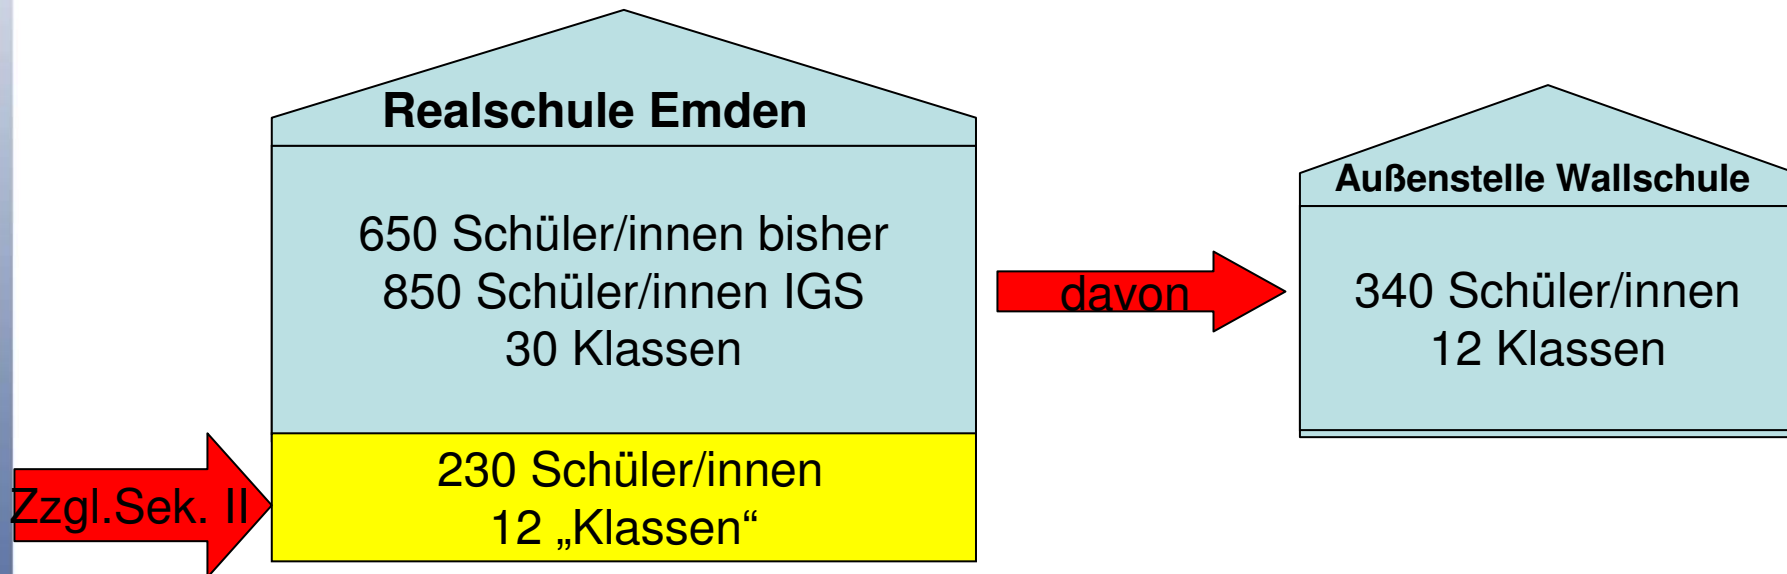 Realschule Emden
650 Schüler/innen bisher
850 Schüler/innen IGS
30 Klassen
davon
Außenstelle Wallschule
340 Schüler/innen
12 Klassen
Zzgl.Sek. II
230 Schüler/innen
12 „Klassen“